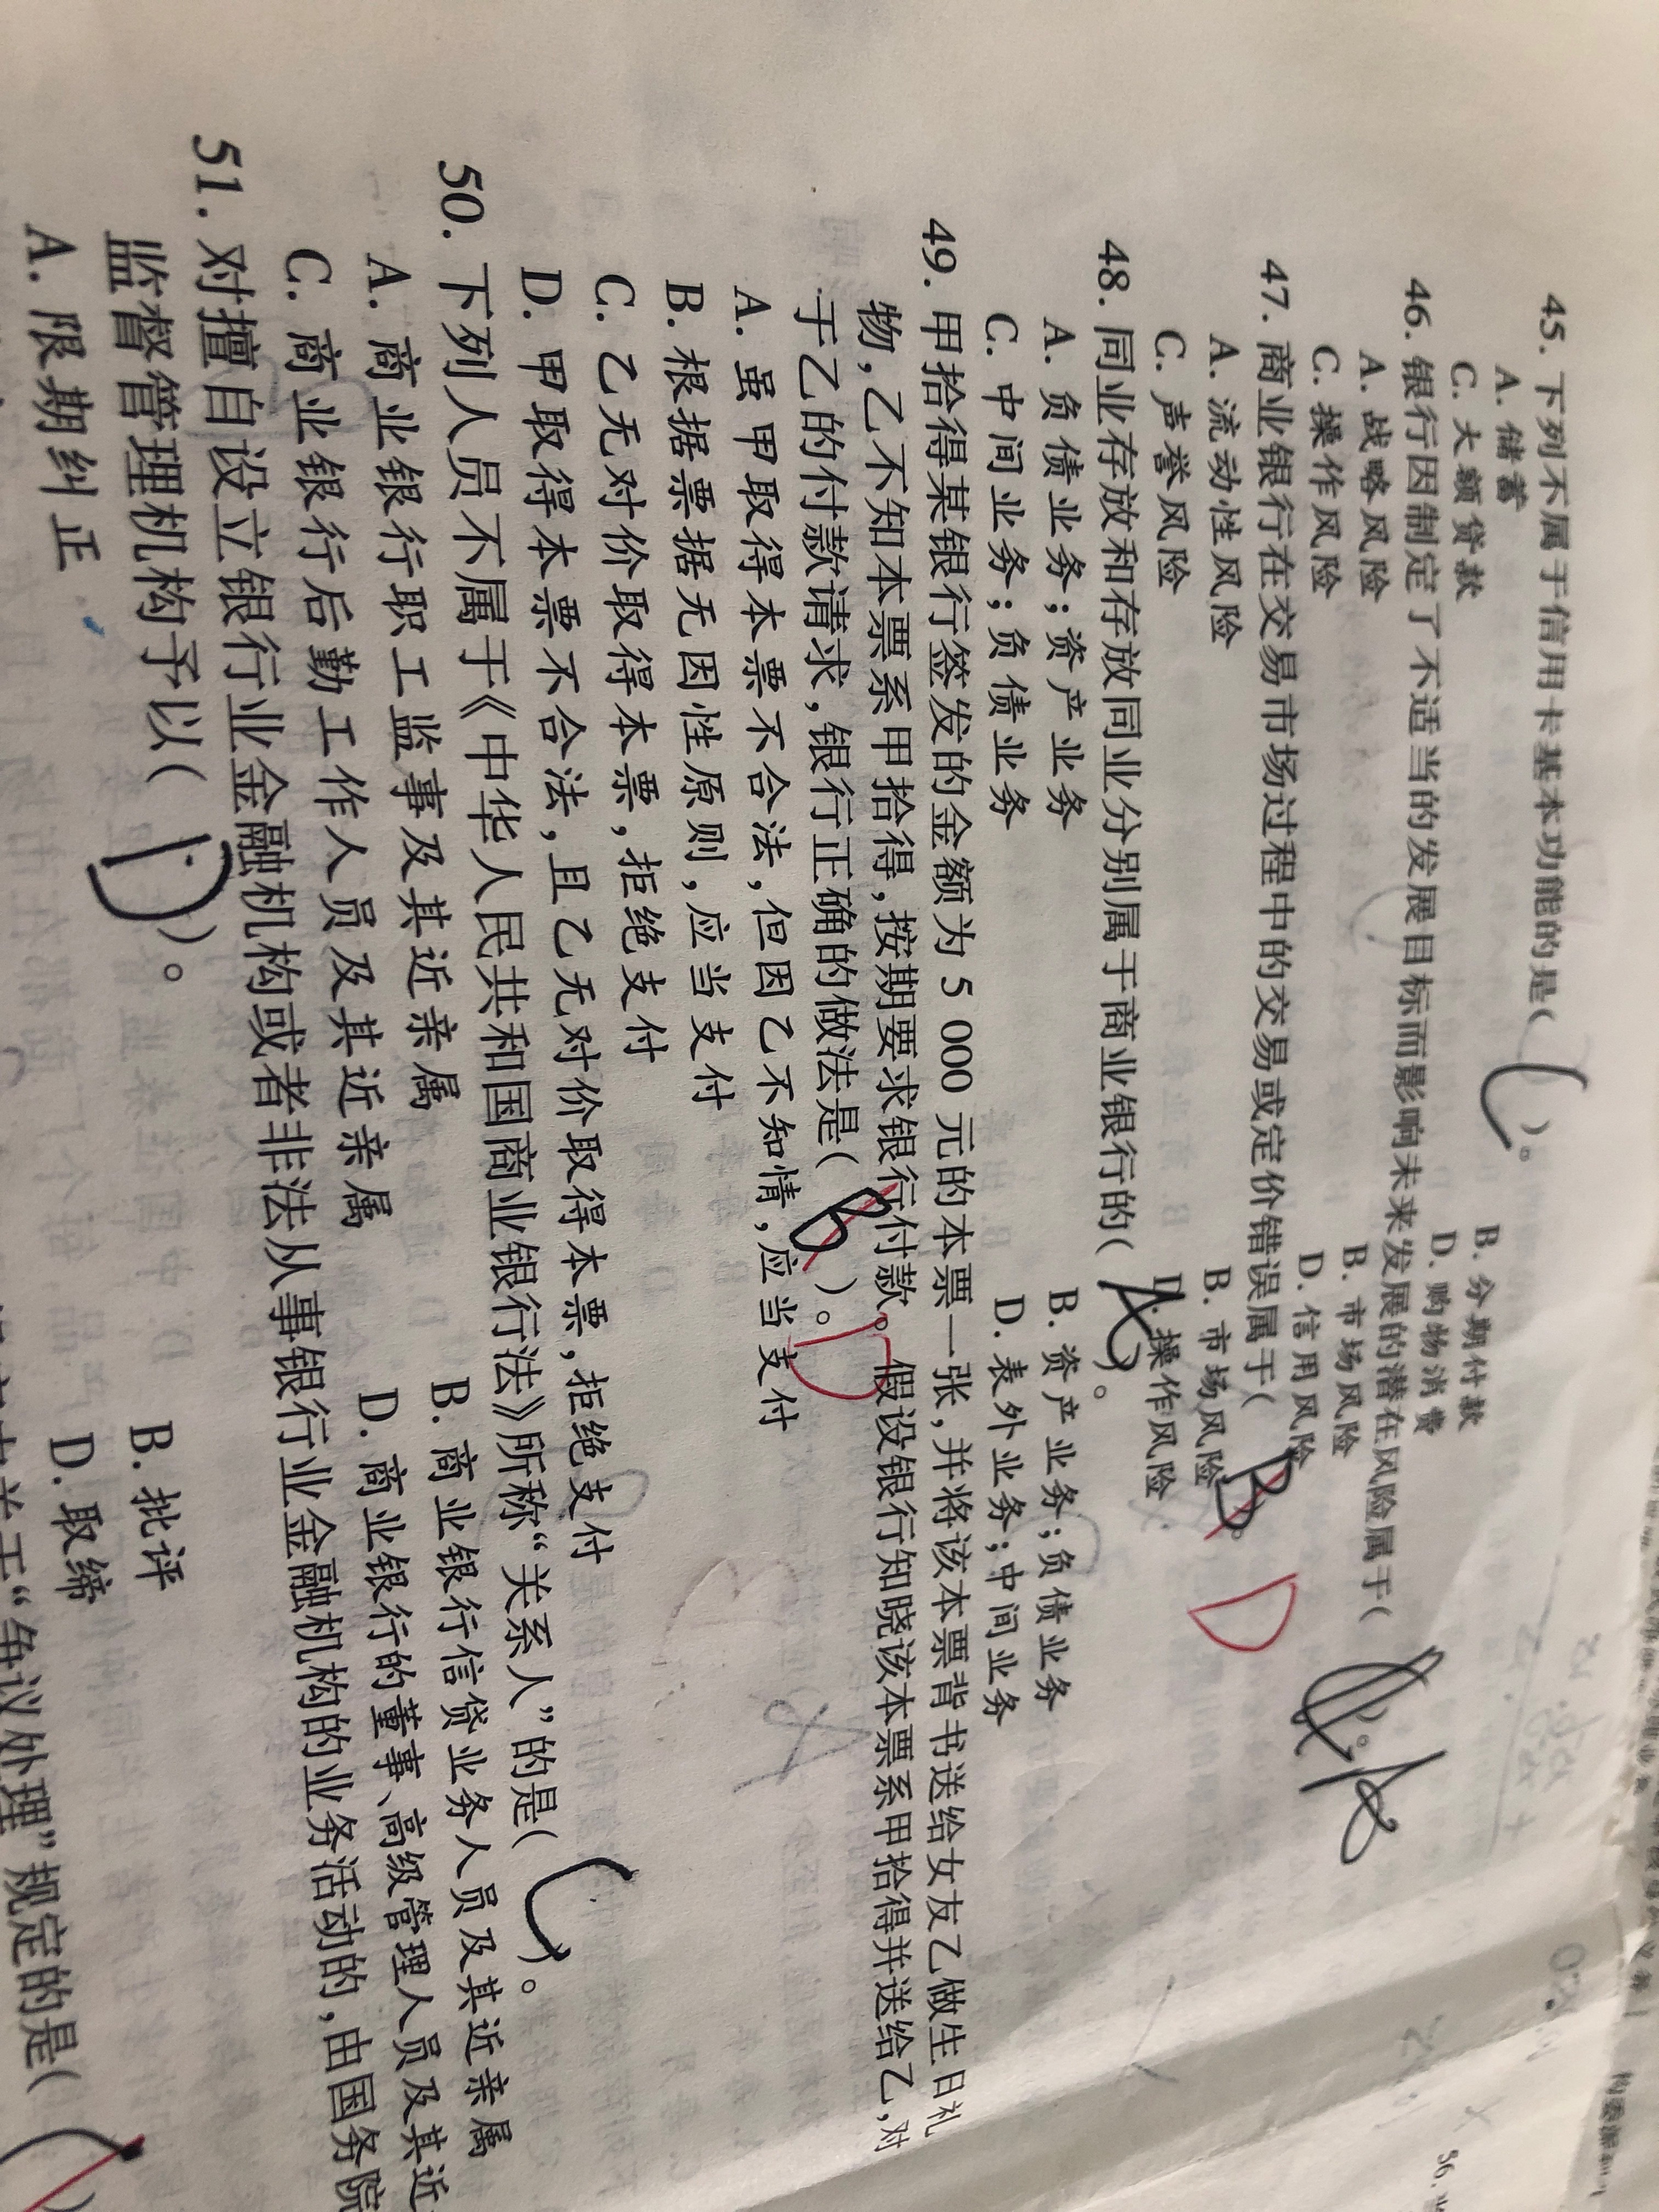 45. 下列不属于信用卡基本功能的是( C )。
A. 储蓄 B. 分期付款
C. 大额贷款 D. 购物消费
46. 银行因制定了不适当的发展目标而影响未来发展的潜在风险属于( )。A
A. 战略风险 B. 市场风险
C. 操作风险 D. 信用风险
47. 商业银行在交易市场过程中的交易或定价错误属于( B )。 D
A. 流动性风险 B. 市场风险
C. 声誉风险 D. 操作风险
48. 同业存放和存放同业分别属于商业银行的( A )。
A. 负债业务;资产业务 B. 资产业务;负债业务
C. 中间业务;负债业务 D. 表外业务;中间业务
49. 甲拾得某银行签发的金额为 5 000 元的本票一张,并将该本票背书送给女友乙做生日礼
物,乙不知本票系甲拾得,按期要求银行付款。假设银行知晓该本票系甲拾得并送给乙,对
于乙的付款请求,银行正确的做法是( B )。 D
A. 虽甲取得本票不合法,但因乙不知情,应当支付
B. 根据票据无因性原则,应当支付
C. 乙无对价取得本票,拒绝支付
D. 甲取得本票不合法,且乙无对价取得本票,拒绝支付
50. 下列人员不属于《中华人民共和国商业银行法》所称“关系人”的是( C )。
A. 商业银行职工监事及其近亲属 B. 商业银行信贷业务人员及其近亲属
C. 商业银行后勤工作人员及其近亲属 D. 商业银行的董事、高级管理人员及其近
51. 对擅自设立银行业金融机构或者非法从事银行业金融机构的业务活动的,由国务院
监督管理机构予以( D )。
A. 限期纠正 B. 批评
D. 取缔
关于“争议处理”规定的是(
56.